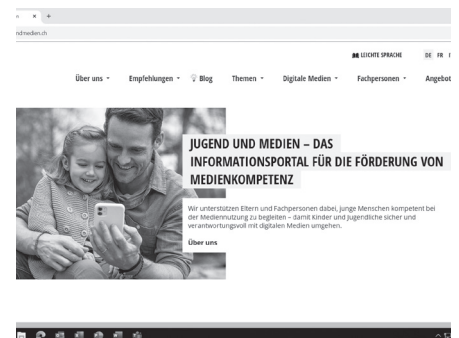 ndmedien.ch
LEICHTE SPRACHE DE FR
Über uns Empfehlungen Blog Themen Digitale Medien Fachpersonen Angebot
JUGEND UND MEDIEN – DAS
INFORMATIONSPORTAL FÜR DIE FÖRDERUNG VON
MEDIENKOMPETENZ
Wir unterstützen Eltern und Fachpersonen dabei, junge Menschen kompetent bei
der Mediennutzung zu begleiten – damit Kinder und Jugendliche sicher und
verantwortungsvoll mit digitalen Medien umgehen.
Über uns